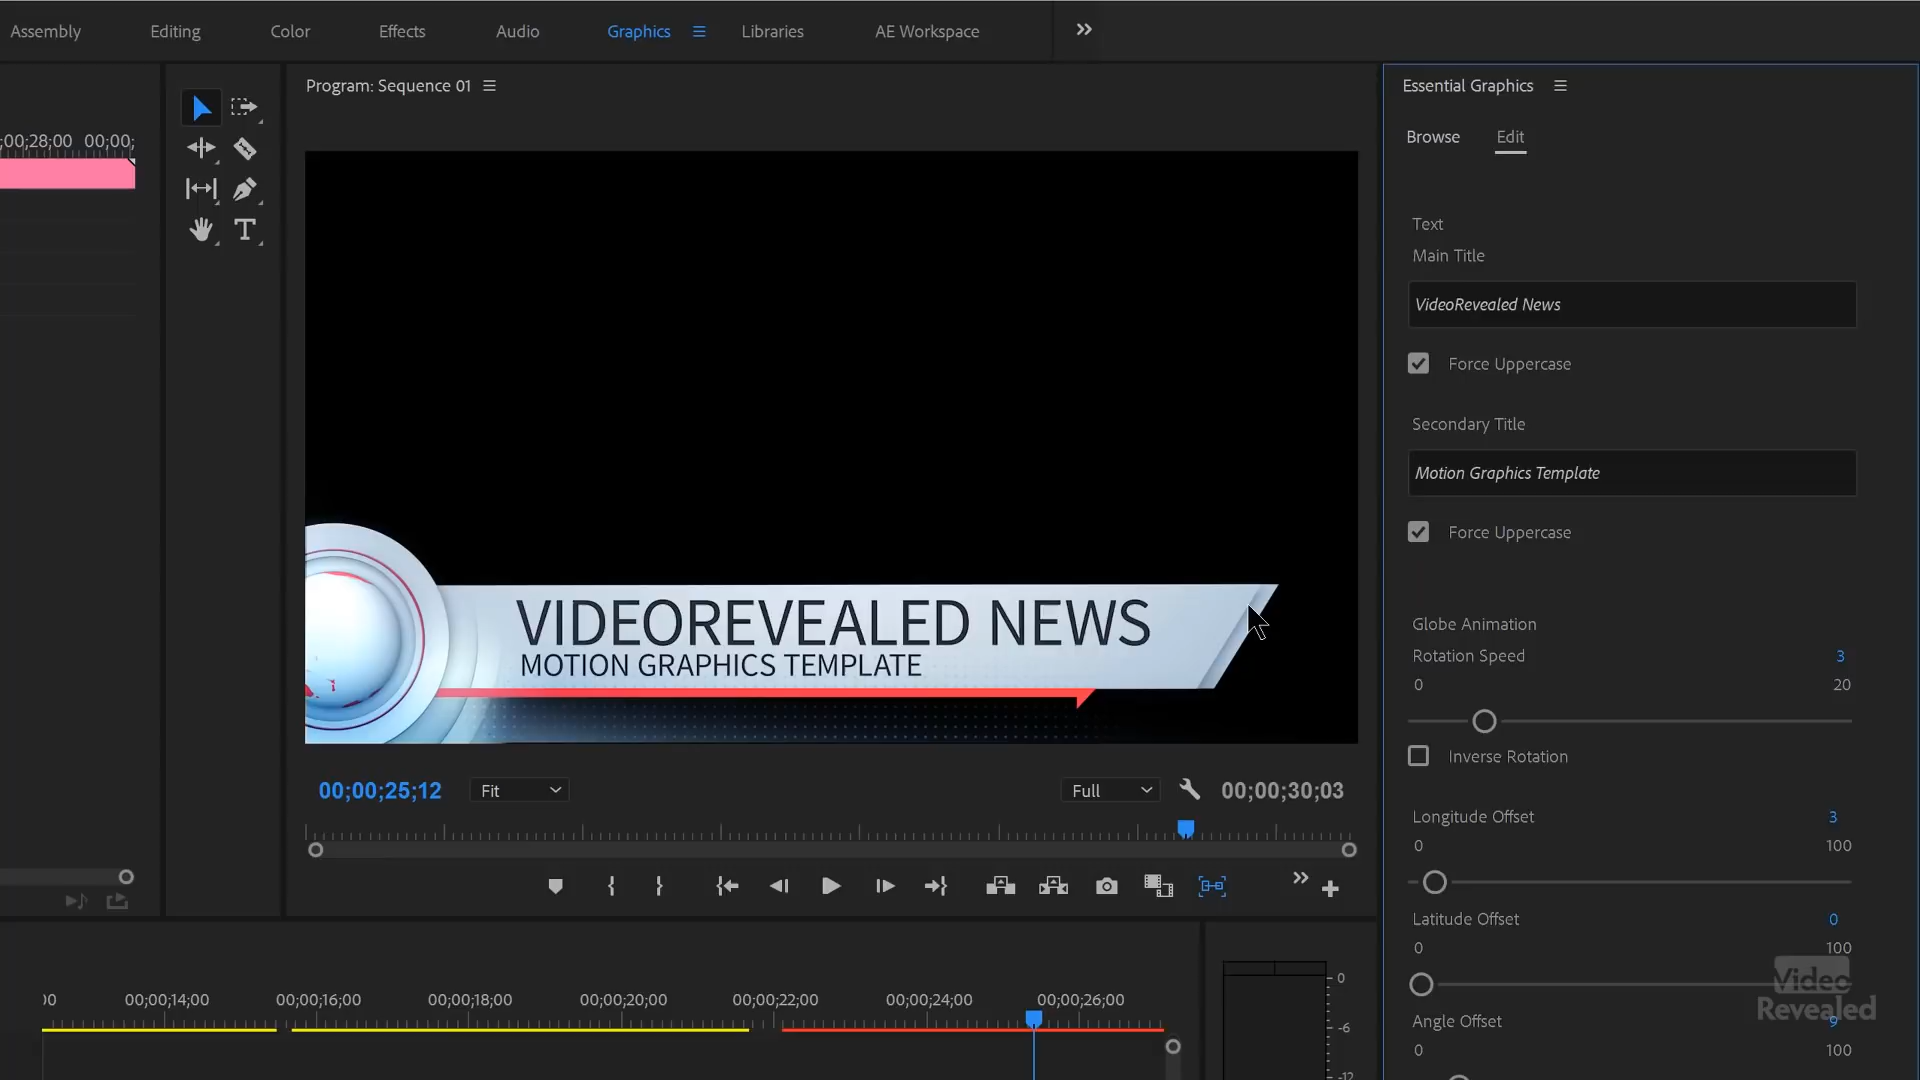 Assembly
Editing
Color
Effects
Audio
Graphics
Libraries
AE Workspace
Program: Sequence 01
;00;28;00 00;00;
VIDEOREVEALED NEWS
MOTION GRAPHICS TEMPLATE
00;00;25;12
Fit
Full
00;00;30;03
00;00;14;00
00;00;16;00
00;00;18;00
00;00;20;00
00;00;22;00
00;00;24;00
00;00;26;00
0
-6
-12
Essential Graphics
Browse
Edit
Text
Main Title
VideoRevealed News
Force Uppercase
Secondary Title
Motion Graphics Template
Force Uppercase
Globe Animation
Rotation Speed 3
0 20
Inverse Rotation
Longitude Offset 3
0 100
Latitude Offset 0
0 100
Video
Revealed
Angle Offset 9
0 100